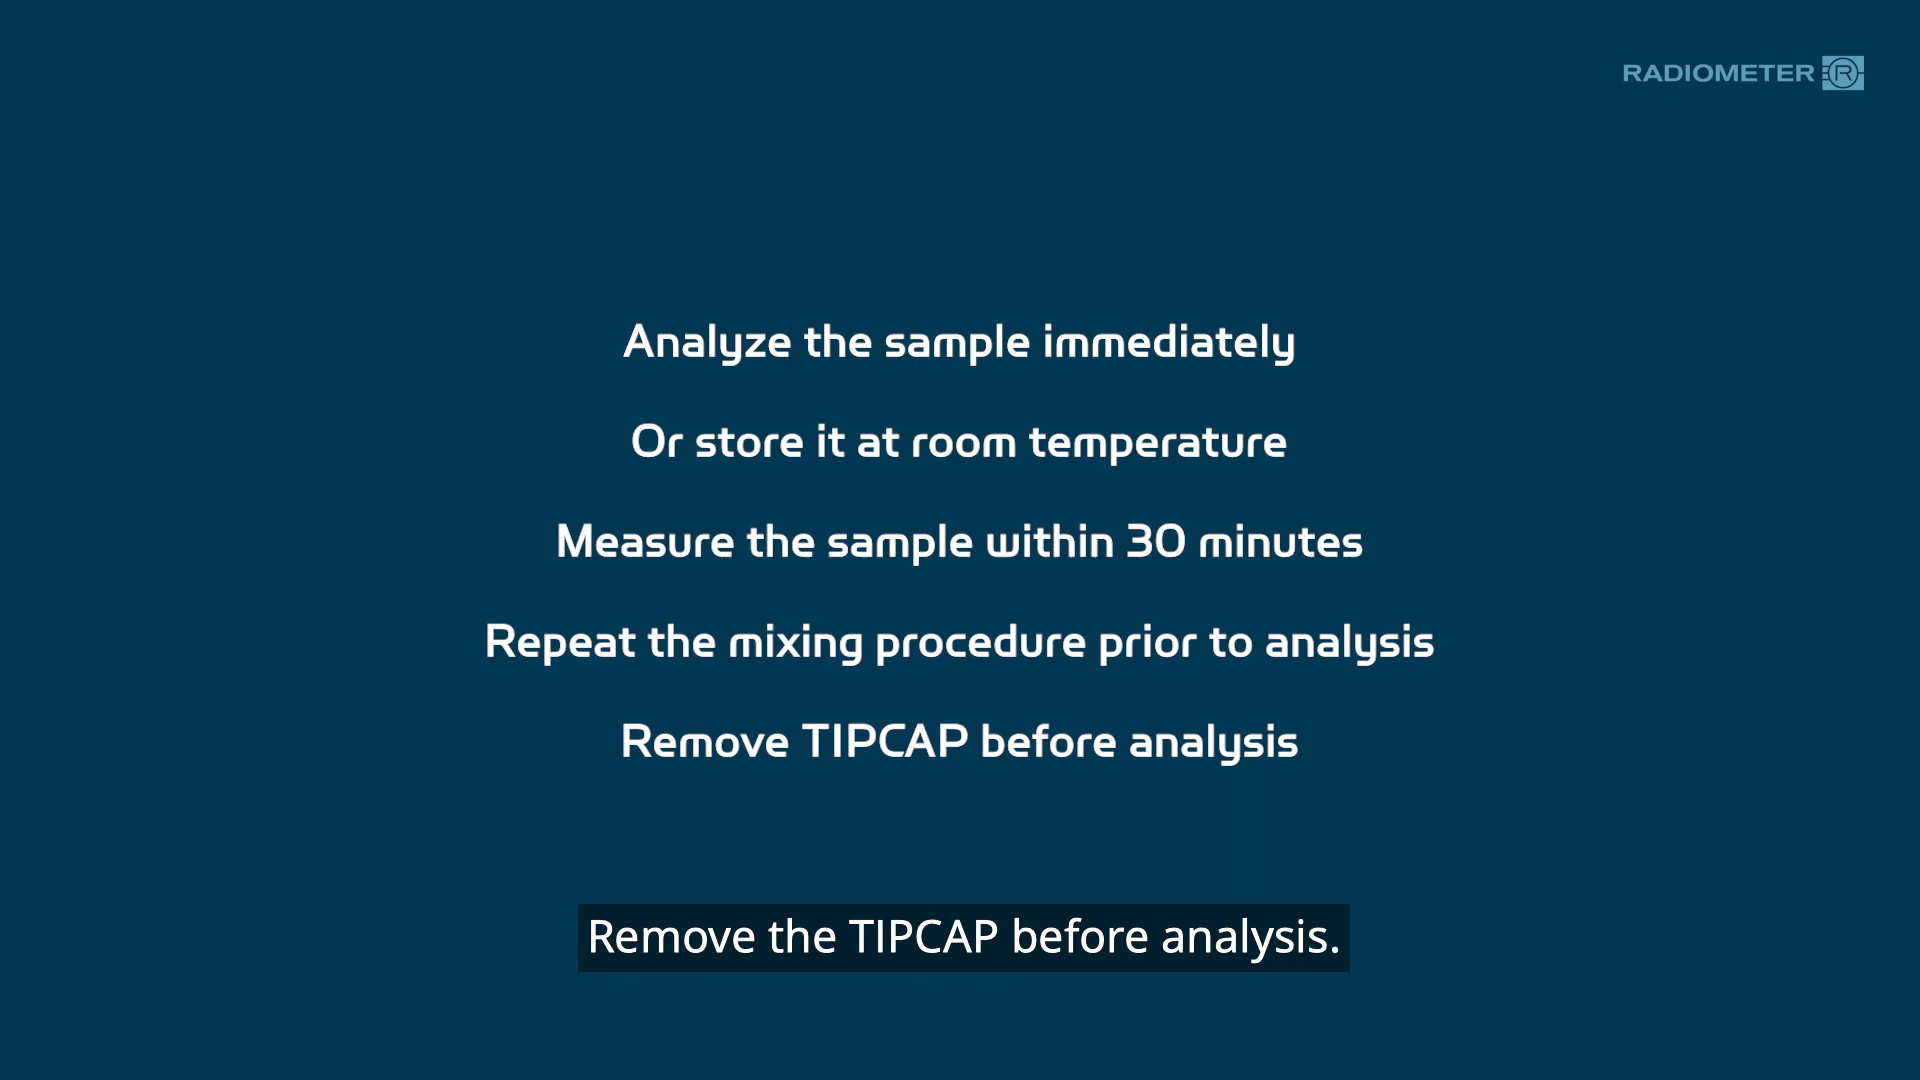 RADIOMETER R
Analyze the sample immediately
Or store it at room temperature
Measure the sample within 30 minutes
Repeat the mixing procedure prior to analysis
Remove TIPCAP before analysis
Remove the TIPCAP before analysis.